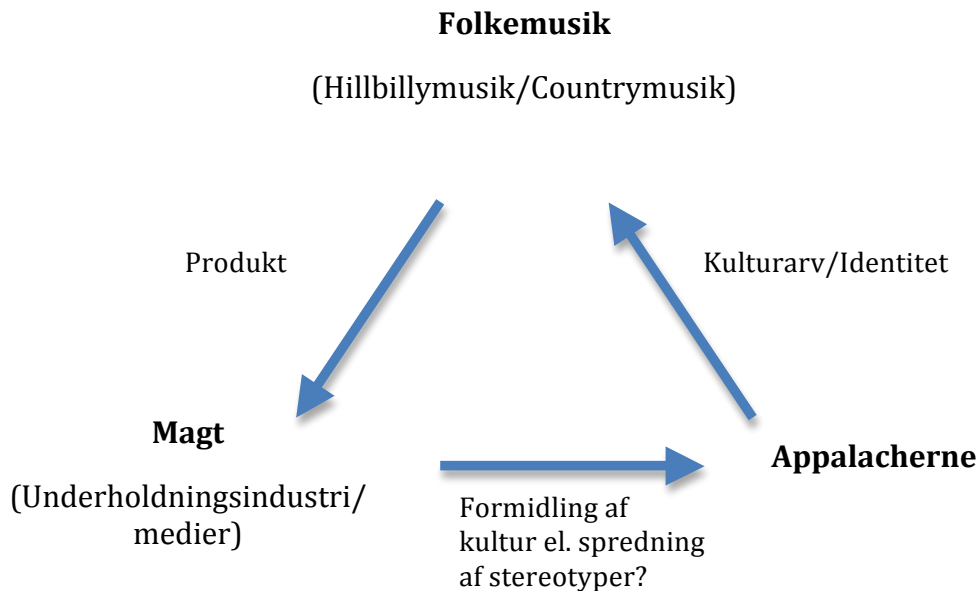 Folkemusik
(Hillbillymusik/Countrymusik)
Produkt
Kulturarv/Identitet
Magt
(Underholdningsindustri/
medier)
Appalacherne
Formidling af
kultur el. spredning
af stereotyper?